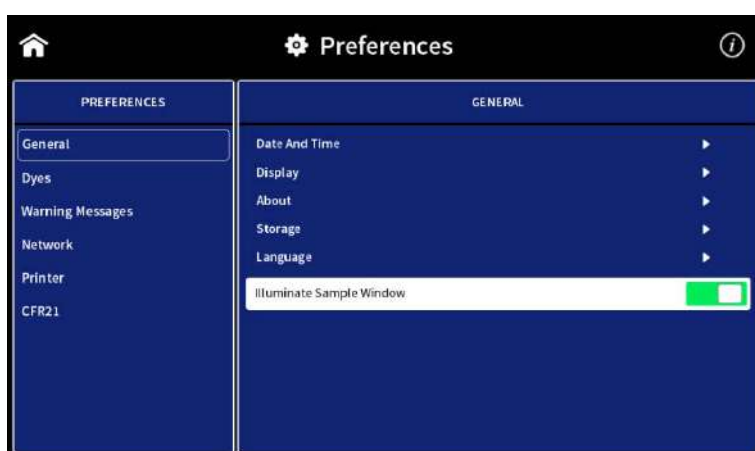 Preferences
PREFERENCES
General
Dyes
Warning Messages
Network
Printer
CFR21
GENERAL
Date And Time
Display
About
Storage
Language
Illuminate Sample Window